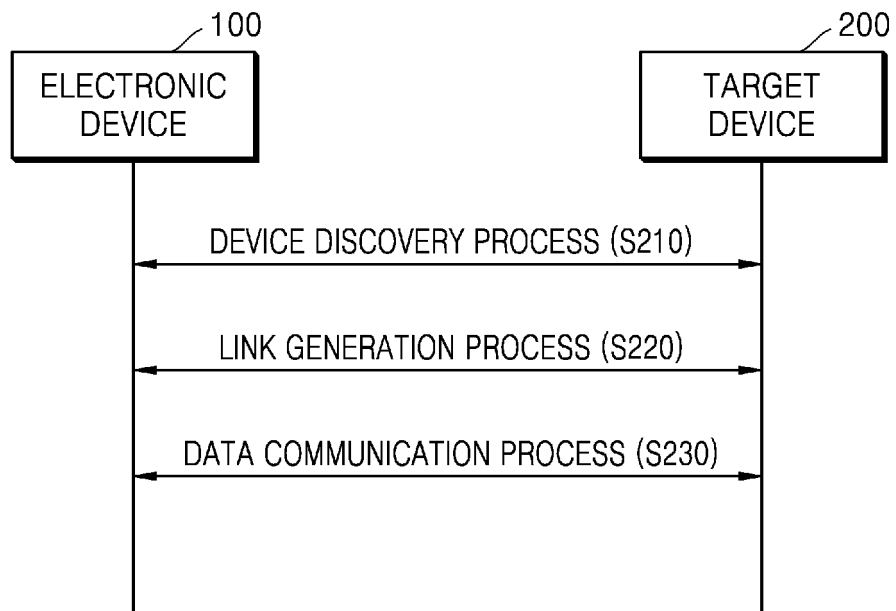 100
200
ELECTRONIC
DEVICE
TARGET
DEVICE
DEVICE DISCOVERY PROCESS (S210)
LINK GENERATION PROCESS (S220)
DATA COMMUNICATION PROCESS (S230)